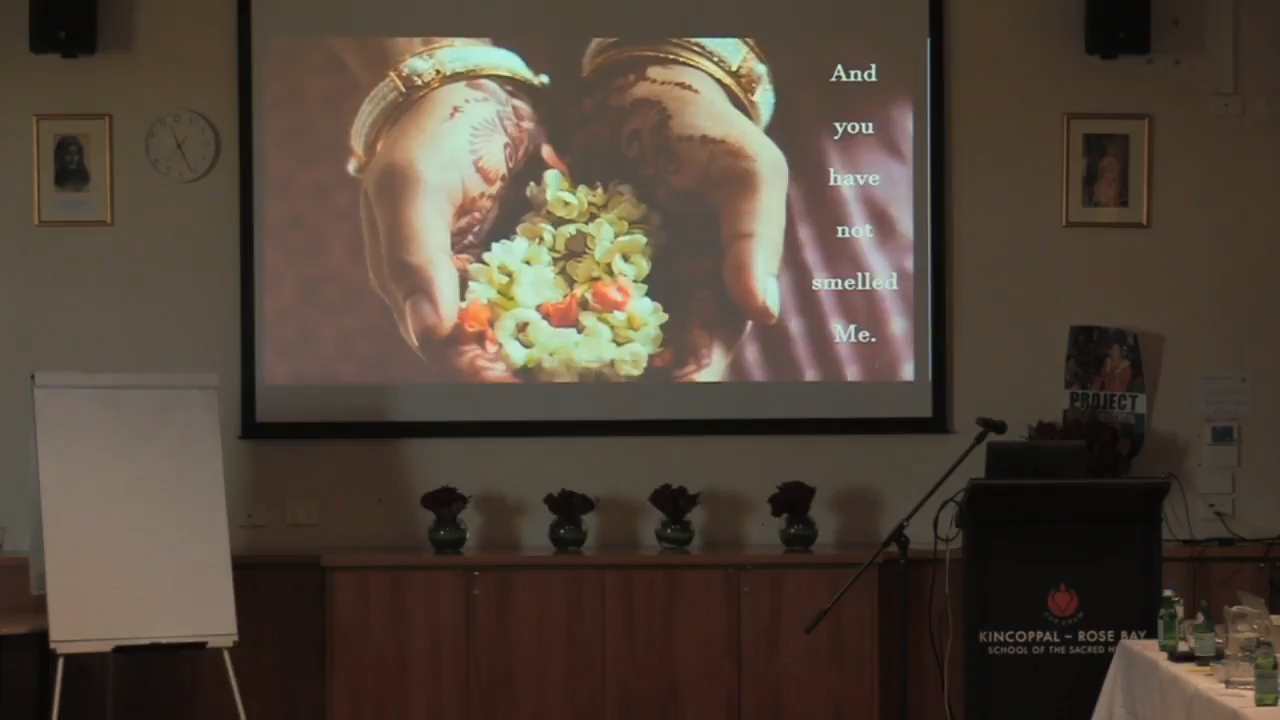 And
you
have
not
smelled
Me.
PROJECT
KINCOPPAL – ROSE BAY
SCHOOL OF THE SACRED